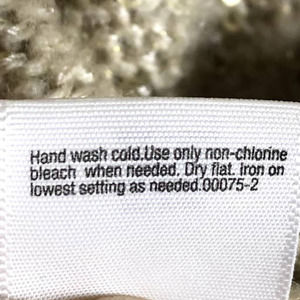 Hand wash cold.Use only non-chlorine
bleach when needed. Dry flat. Iron on
lowest setting as needed.00075-2